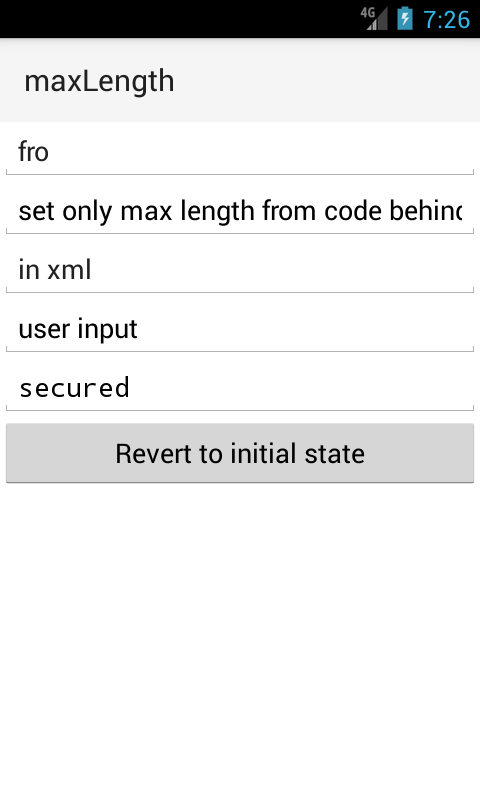 4G 7:26
maxLength
fro
set only max length from code behind
in xml
user input
secured
Revert to initial state